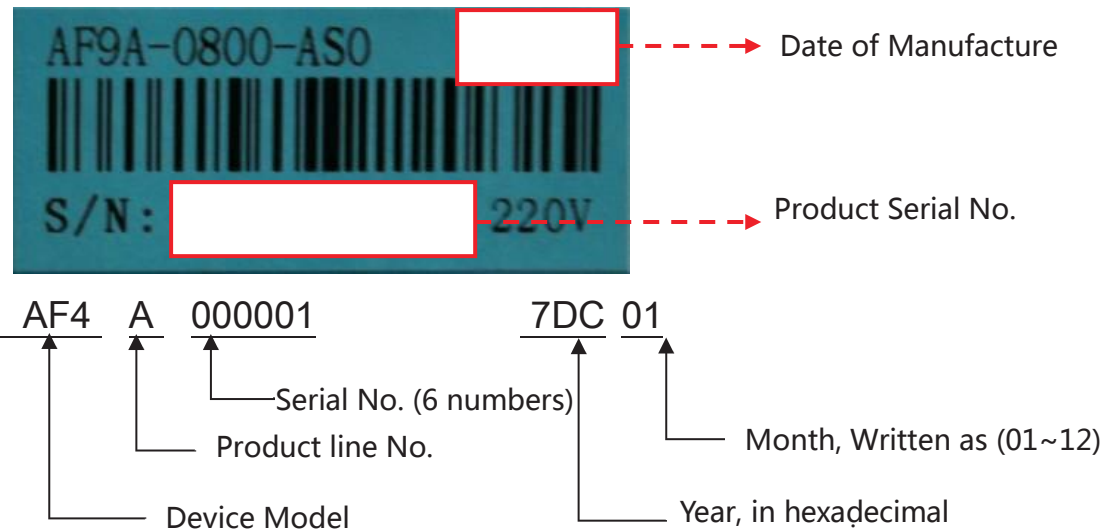 AF9A-0800-AS0
Date of Manufacture
S/N:
220V
Product Serial No.
AF4 A 000001 7DC 01
Serial No. (6 numbers)
Product line No.
Month, Written as (01~12)
Device Model
Year, in hexadecimal